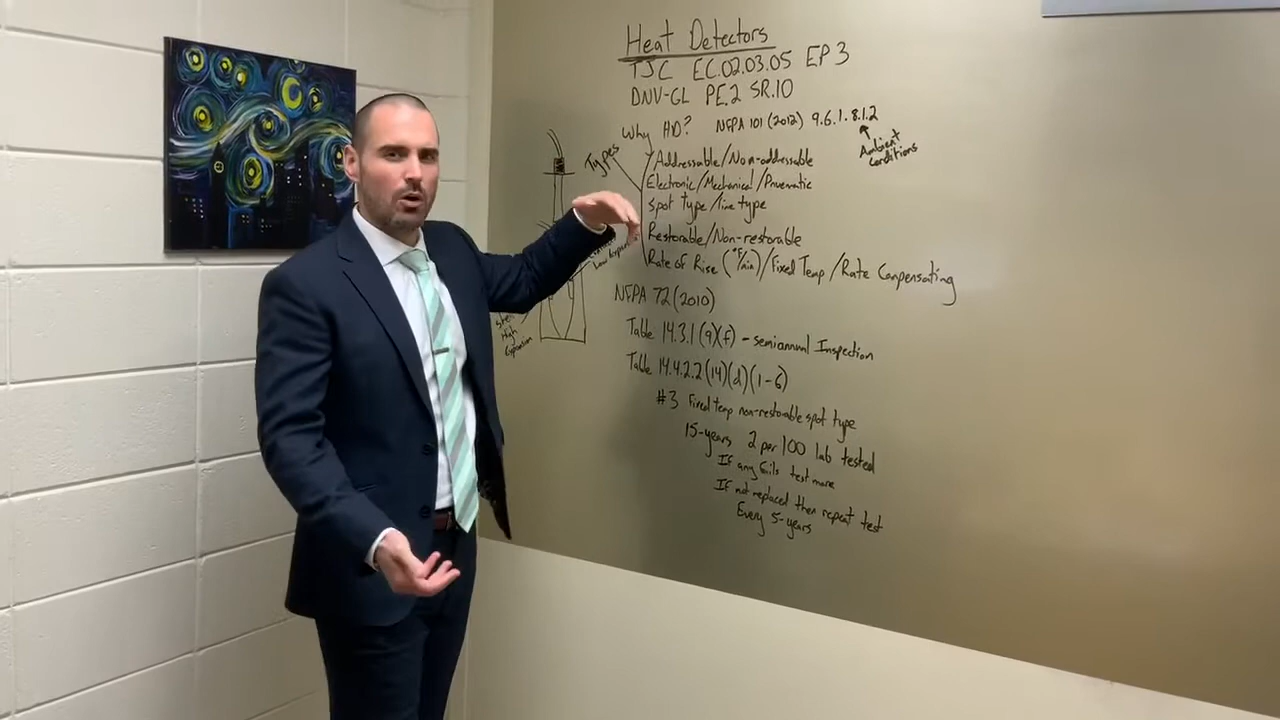 Heat Detectors
TJC EC.02.03.05 EP 3
DNV-GL PE.2 SR.10
Why HD? NFPA 101 (2012) 9.6.1.8.1.2
Ambient
conditions
Types
Addressable/Non-addressable
Electronic/Mechanical/Pneumatic
Spot type/line type
Restorable/Non-restorable
Rate of Rise (°F/min)/Fixed Temp/Rate Compensating
Low
High
Expansion
NFPA 72 (2010)
Table 14.3.1(9)(f) - semiannual Inspection
Table 14.4.2.2(14)(d)(1-6)
#3 Fixed temp non-restorable spot type
15-years 2 per 100 lab tested
If any fails test more
If not replaced then repeat test
Every 5-years